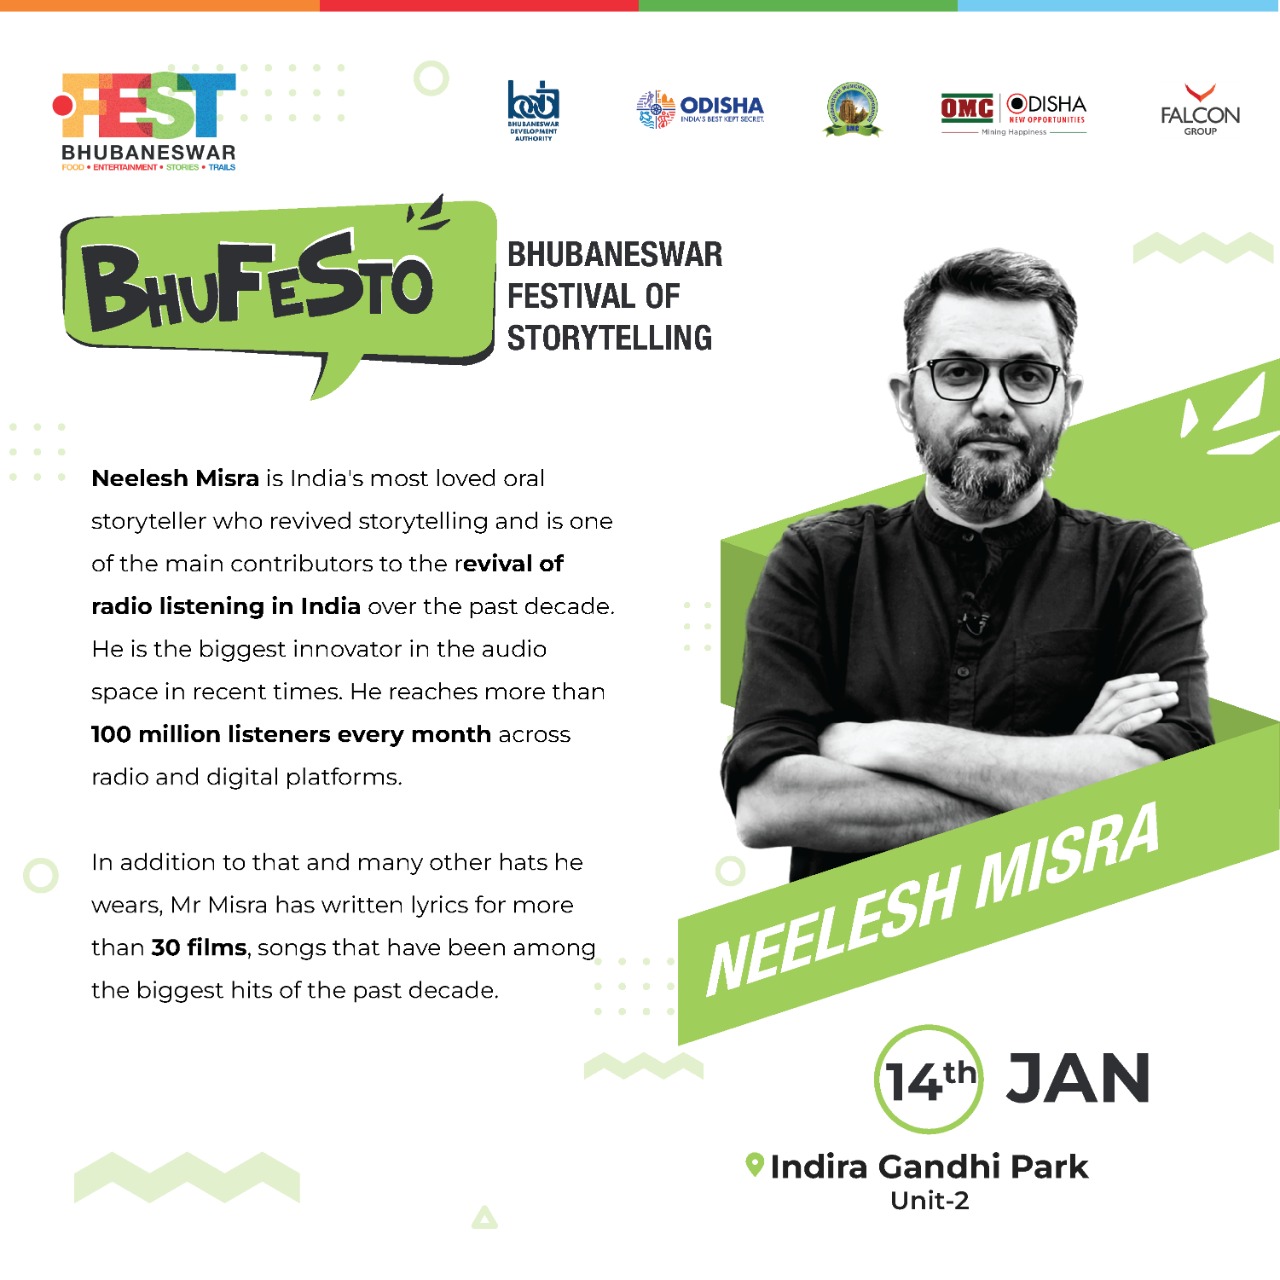 .FEST
BHUBANESWAR
FOOD • ENTERTAINMENT • STORIES • TRAILS
bda
BHUBANESWAR
DEVELOPMENT
AUTHORITY
ODISHA
INDIA'S BEST KEPT SECRET.
BHUBANESWAR MUNICIPAL CORPORATION
BMC
OMC
ODISHA
NEW OPPORTUNITIES
Mining Happiness
FALCON
GROUP
BHUFESTO
BHUBANESWAR
FESTIVAL OF
STORYTELLING
Neelesh Misra is India's most loved oral
storyteller who revived storytelling and is one
of the main contributors to the revival of
radio listening in India over the past decade.
He is the biggest innovator in the audio
space in recent times. He reaches more than
100 million listeners every month across
radio and digital platforms.
In addition to that and many other hats he
wears, Mr Misra has written lyrics for more
than 30 films, songs that have been among
the biggest hits of the past decade.
NEELESH MISRA
14th JAN
Indira Gandhi Park
Unit-2